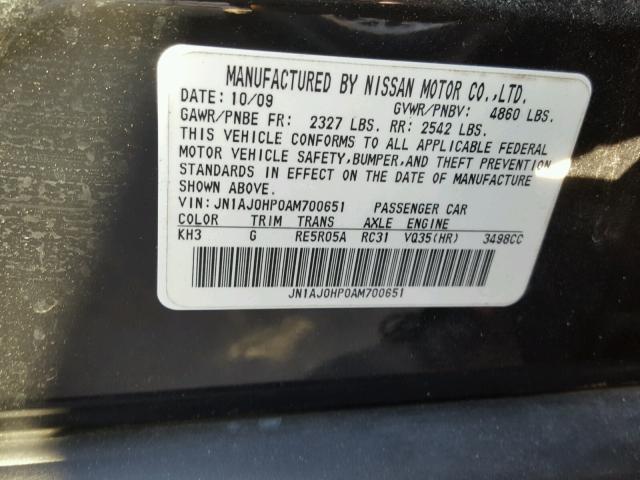 MANUFACTURED BY NISSAN MOTOR CO.,LTD.
DATE: 10/09 GVWR/PNBV: 4860 LBS.
GAWR/PNBE FR: 2327 LBS. RR: 2542 LBS.
THIS VEHICLE CONFORMS TO ALL APPLICABLE FEDERAL
MOTOR VEHICLE SAFETY,BUMPER,AND THEFT PREVENTION
STANDARDS IN EFFECT ON THE DATE OF MANUFACTURE
SHOWN ABOVE.
VIN: JN1AJ0HP0AM700651 PASSENGER CAR
COLOR TRIM TRANS AXLE ENGINE
KH3 G RE5R05A RC31 VQ35(HR) 3498CC
JN1AJ0HP0AM700651